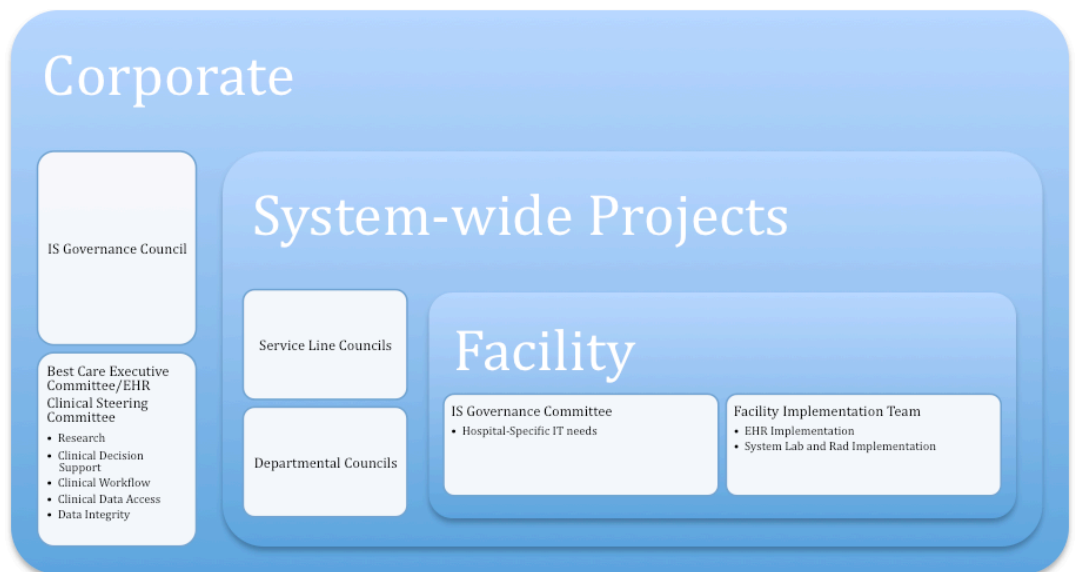 Corporate
IS Governance Council
Best Care Executive
Committee/EHR
Clinical Steering
Committee
• Research
• Clinical Decision
Support
• Clinical Workflow
• Clinical Data Access
• Data Integrity
System-wide Projects
Service Line Councils
Departmental Councils
Facility
IS Governance Committee
• Hospital-Specific IT needs
Facility Implementation Team
• EHR Implementation
• System Lab and Rad Implementation